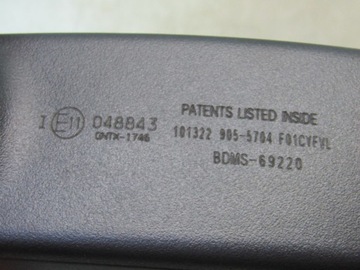 I E11 048843
GNTX-1746
PATENTS LISTED INSIDE
101322 905-5704 F01CYFVL
BDMS-69220